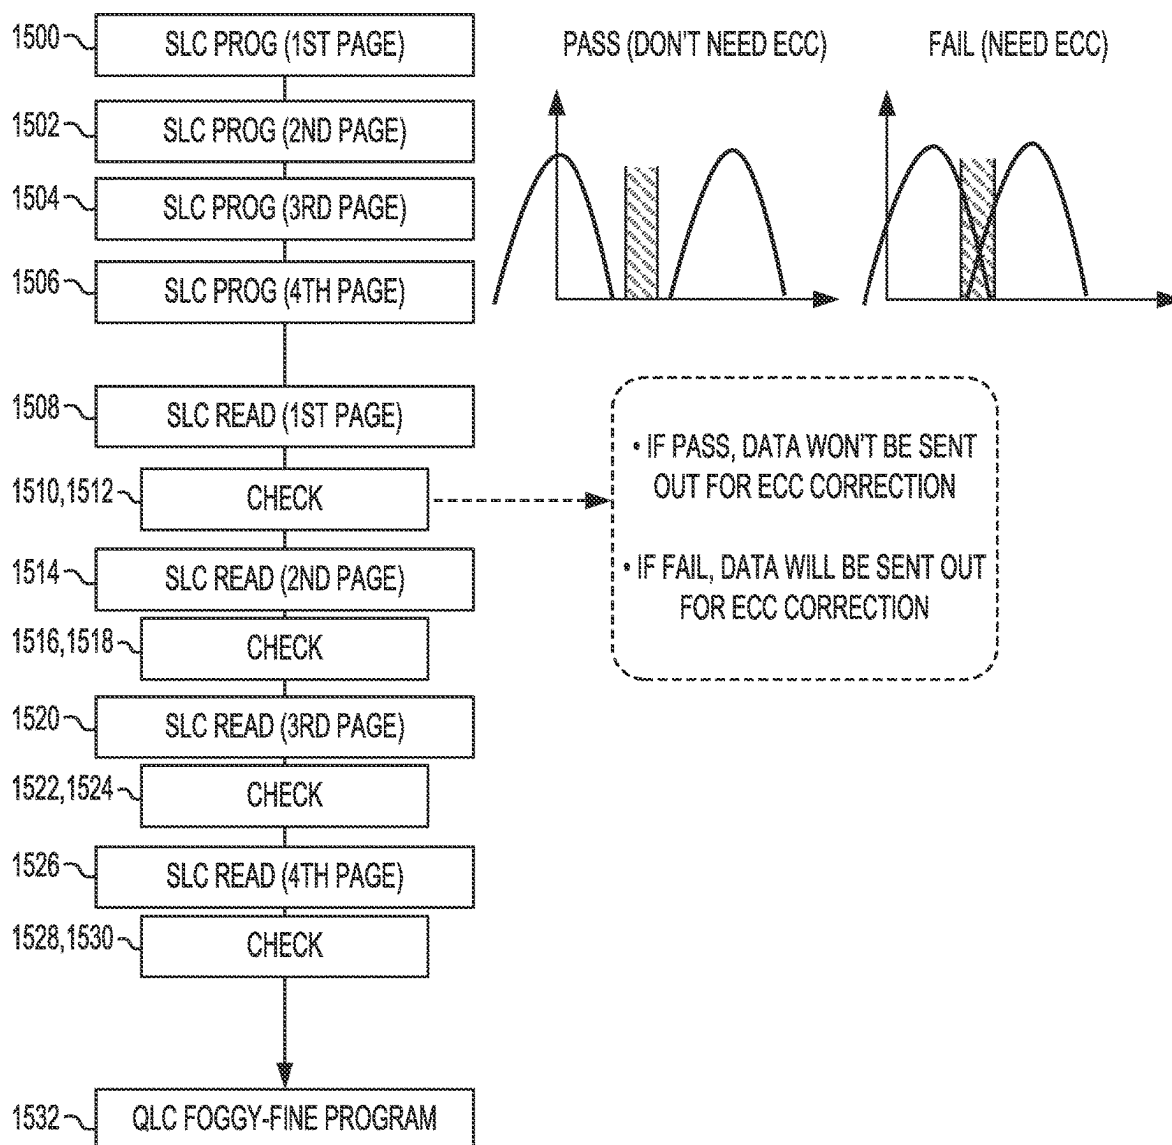 1500
SLC PROG (1ST PAGE)
1502
SLC PROG (2ND PAGE)
1504
SLC PROG (3RD PAGE)
1506
SLC PROG (4TH PAGE)
1508
SLC READ (1ST PAGE)
1510,1512
CHECK
1514
SLC READ (2ND PAGE)
1516,1518
CHECK
1520
SLC READ (3RD PAGE)
1522,1524
CHECK
1526
SLC READ (4TH PAGE)
1528,1530
CHECK
1532
QLC FOGGY-FINE PROGRAM
PASS (DON'T NEED ECC)
FAIL (NEED ECC)
• IF PASS, DATA WON'T BE SENT
OUT FOR ECC CORRECTION
• IF FAIL, DATA WILL BE SENT OUT
FOR ECC CORRECTION